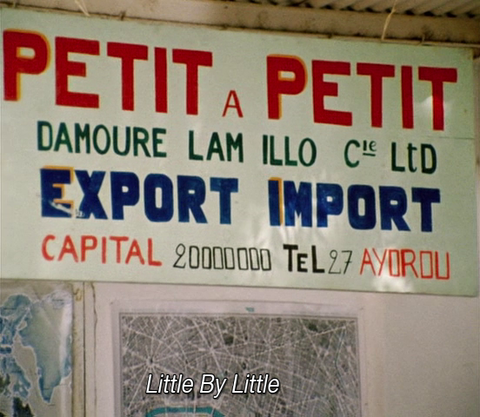 PETIT A PETIT
DAMOURE LAM ILLO Cie LtD
EXPORT IMPORT
CAPITAL 20000000 TEL 27 AYOROU
Little By Little